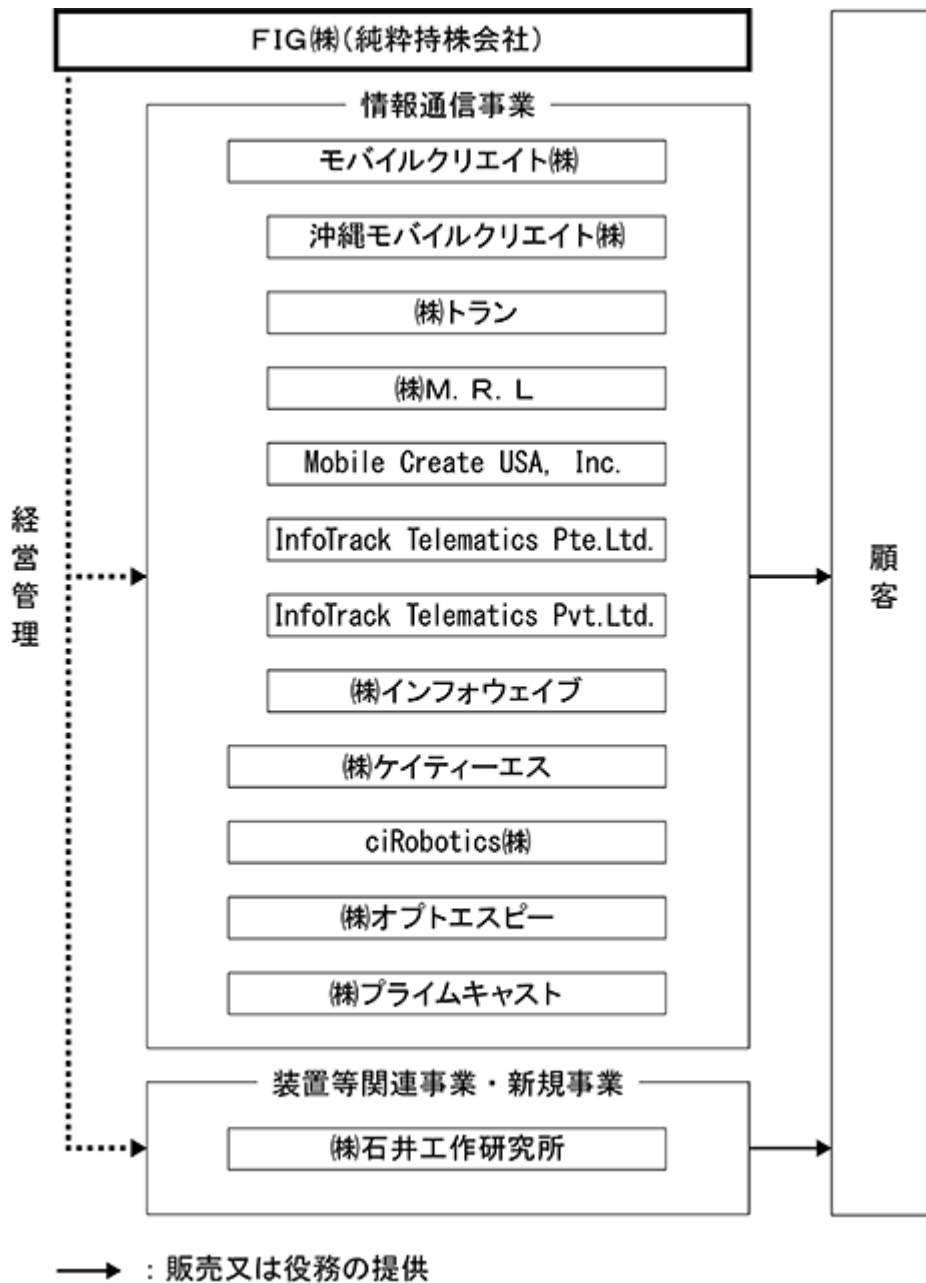 FIG㈱(純粋持株会社)
情報通信事業
モバイルクリエイト㈱
沖縄モバイルクリエイト㈱
㈱トラン
㈱M．R．L
Mobile Create USA, Inc.
InfoTrack Telematics Pte.Ltd.
InfoTrack Telematics Pvt.Ltd.
㈱インフォウェイブ
㈱ケイティーエス
ciRobotics㈱
㈱オプトエスピー
㈱プライムキャスト
装置等関連事業・新規事業
㈱石井工作研究所
経営管理
顧客
：販売又は役務の提供